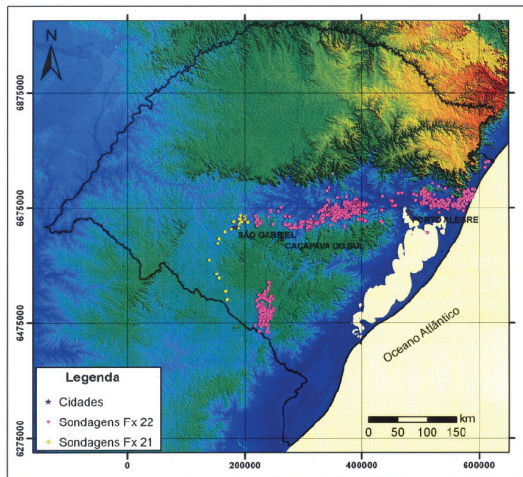 N
6875000
6675000
6475000
6275000
SÃO GABRIEL
CAÇAPAVA DO SUL
PORTO ALEGRE
Oceano Atlântico
Legenda
Cidades
Sondagens Fx 22
Sondagens Fx 21
km
0 50 100 150
0 200000 400000 600000